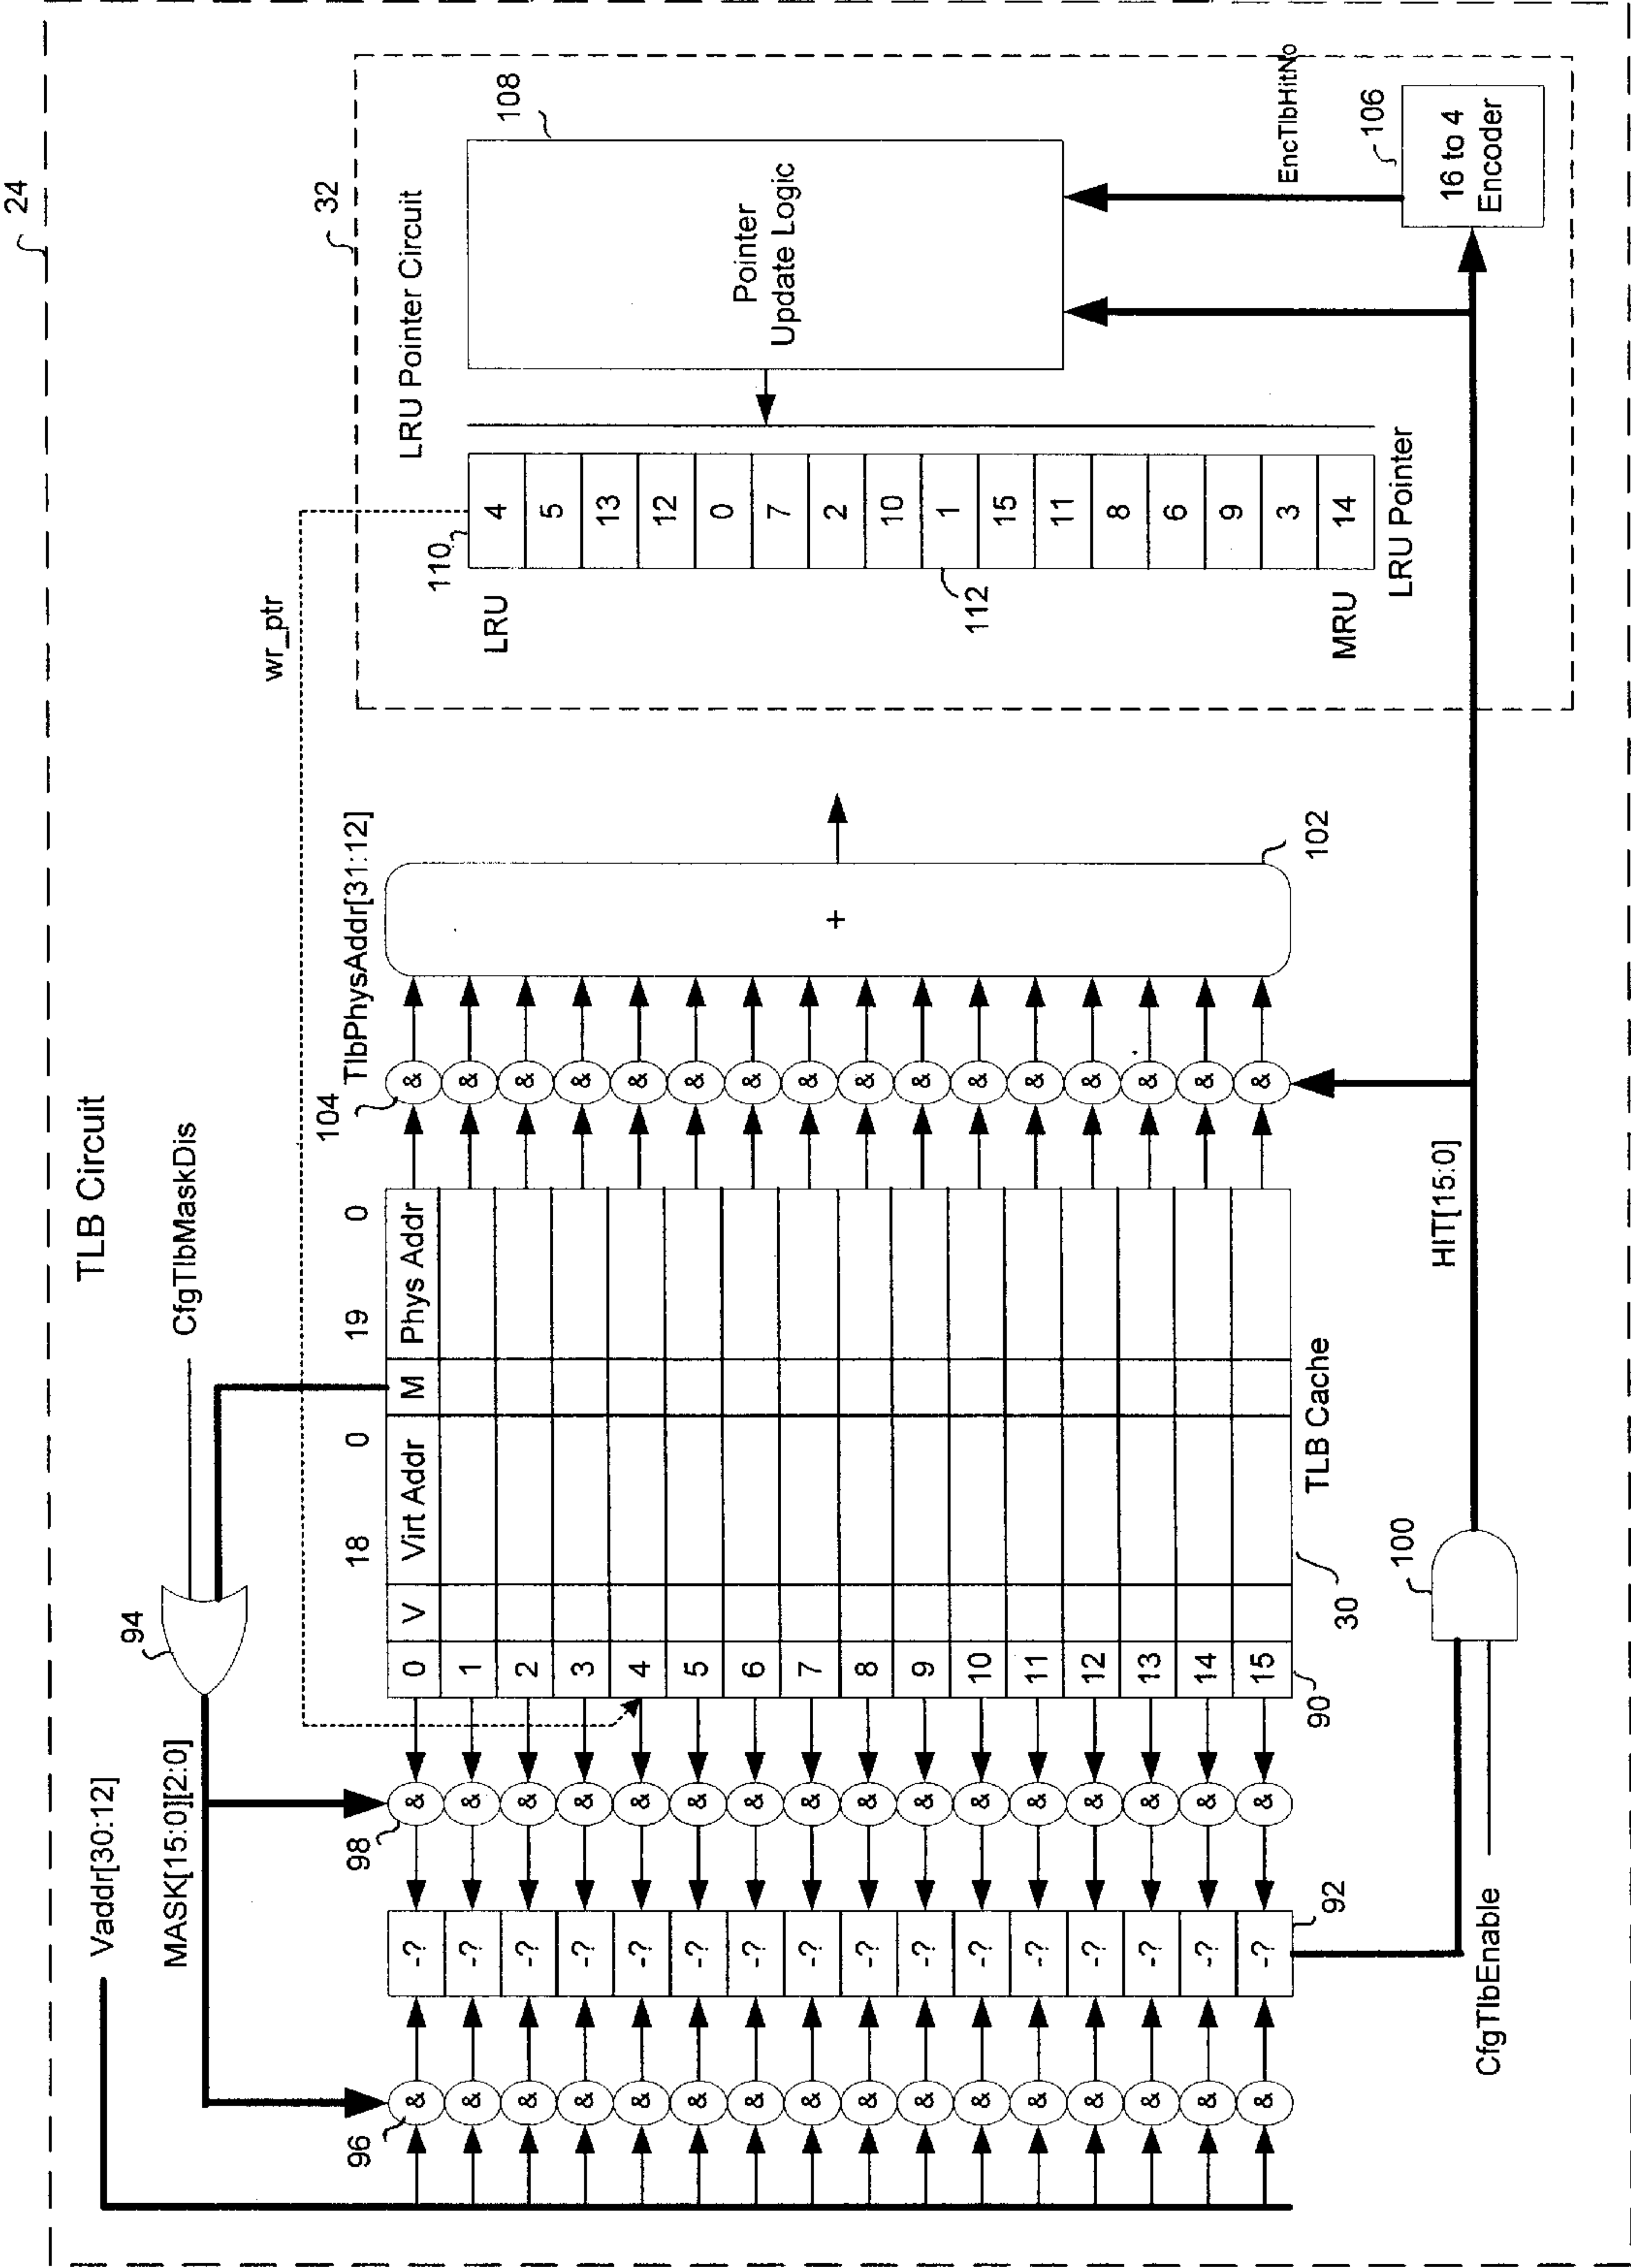 24
TLB Circuit
Vaddr[30:12]
MASK[15:0][2:0]
94
CfgTlbMaskDis
wr_ptr
32
LRU Pointer Circuit
96
& & & & & & & & & & & & & & & &
-? -? -? -? -? -? -? -? -? -? -? -? -? -? -? -?
92
98
& & & & & & & & & & & & & & & &
18 0 19 0
0 V Virt Addr M Phys Addr
1
2
3
4
5
6
7
8
9
10
11
12
13
14
15
90
30
TLB Cache
104
TlbPhysAddr[31:12]
& & & & & & & & & & & & & & & &
+
102
LRU
110
4
5
13
12
0
7
2
10
1
15
11
8
6
9
3
14
112
MRU
LRU Pointer
108
Pointer
Update Logic
EncTlbHitNo
106
16 to 4
Encoder
CfgTlbEnable
100
HIT[15:0]